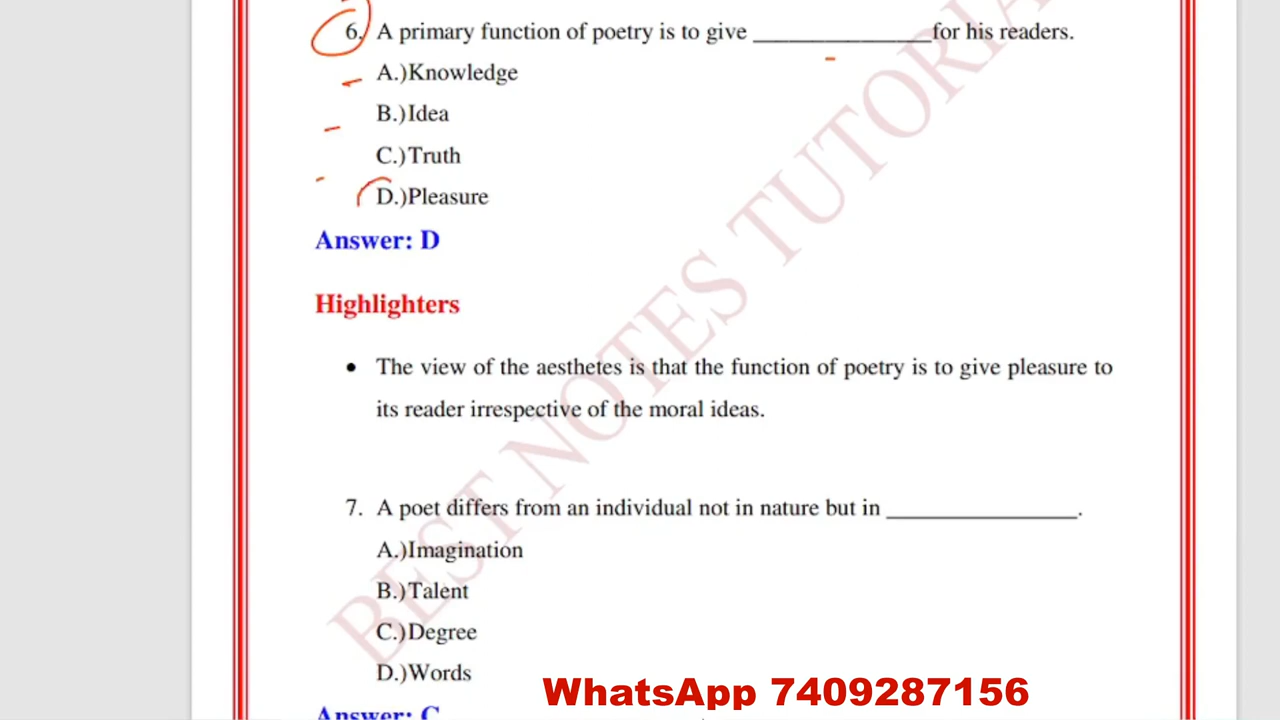 6. A primary function of poetry is to give _______________for his readers.
A.)Knowledge
B.)Idea
C.)Truth
D.)Pleasure
Answer: D
Highlighters
• The view of the aesthetes is that the function of poetry is to give pleasure to
its reader irrespective of the moral ideas.
7. A poet differs from an individual not in nature but in ________________.
A.)Imagination
B.)Talent
C.)Degree
D.)Words
WhatsApp 7409287156
Answer: C
BEST NOTES TUTORIA